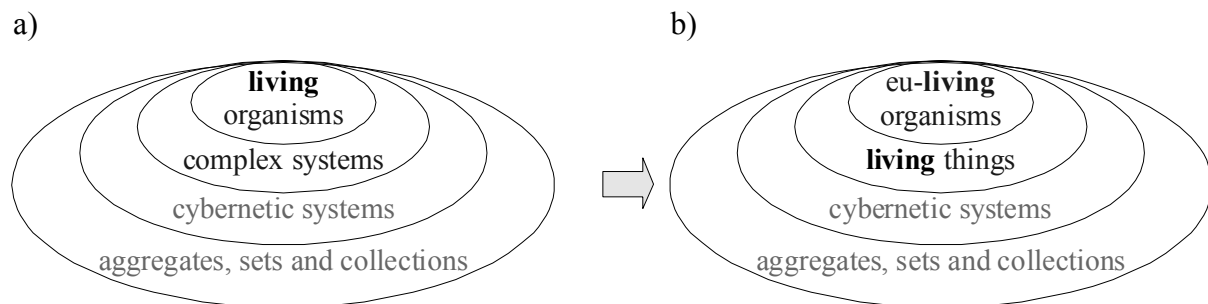 a)
living
organisms
complex systems
cybernetic systems
aggregates, sets and collections
b)
eu-living
organisms
living things
cybernetic systems
aggregates, sets and collections